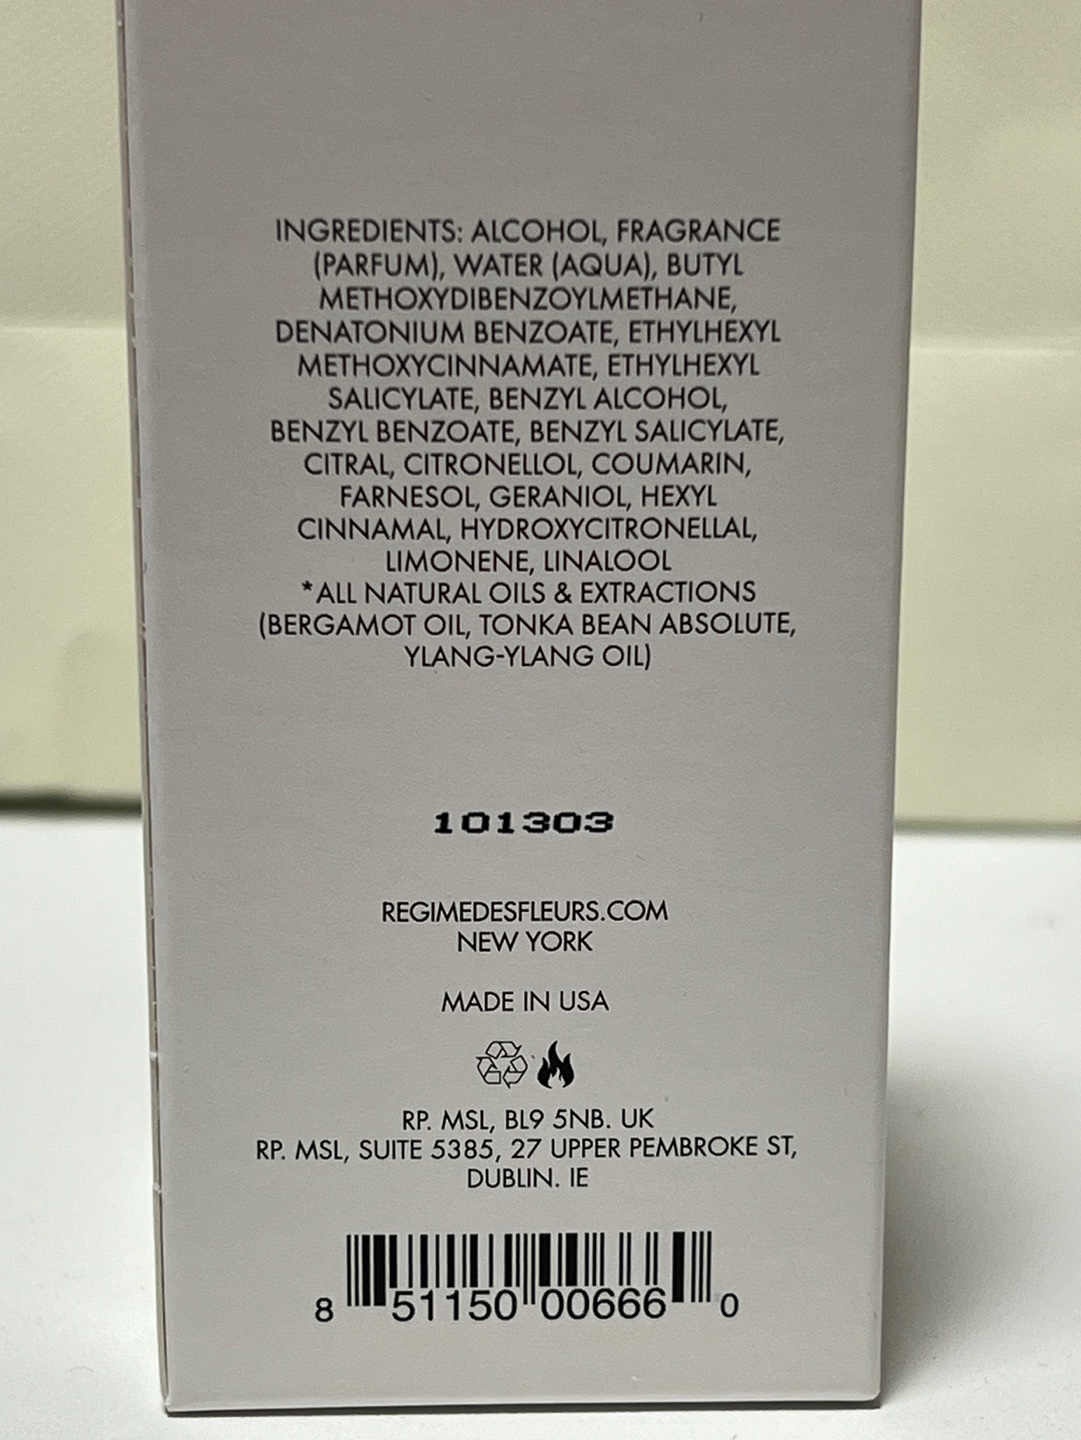 INGREDIENTS: ALCOHOL, FRAGRANCE
(PARFUM), WATER (AQUA), BUTYL
METHOXYDIBENZOYLMETHANE,
DENATONIUM BENZOATE, ETHYLHEXYL
METHOXYCINNAMATE, ETHYLHEXYL
SALICYLATE, BENZYL ALCOHOL,
BENZYL BENZOATE, BENZYL SALICYLATE,
CITRAL, CITRONELLOL, COUMARIN,
FARNESOL, GERANIOL, HEXYL
CINNAMAL, HYDROXYCITRONELLAL,
LIMONENE, LINALOOL
*ALL NATURAL OILS & EXTRACTIONS
(BERGAMOT OIL, TONKA BEAN ABSOLUTE,
YLANG-YLANG OIL)
101303
REGIMEDESFLEURS.COM
NEW YORK
MADE IN USA
RP. MSL, BL9 5NB. UK
RP. MSL, SUITE 5385, 27 UPPER PEMBROKE ST,
DUBLIN. IE
8 51150 00666 0